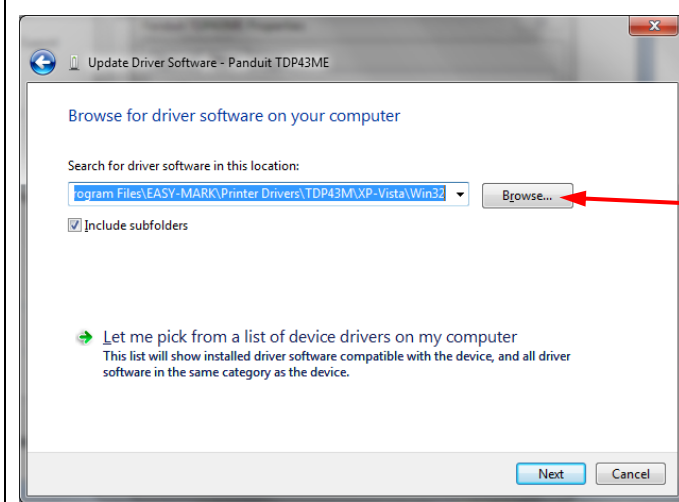 Update Driver Software - Panduit TDP43ME
Browse for driver software on your computer
Search for driver software in this location:
rogram Files\EASY-MARK\Printer Drivers\TDP43M\XP-Vista\Win32
Browse...
Include subfolders
Let me pick from a list of device drivers on my computer
This list will show installed driver software compatible with the device, and all driver
software in the same category as the device.
Next
Cancel